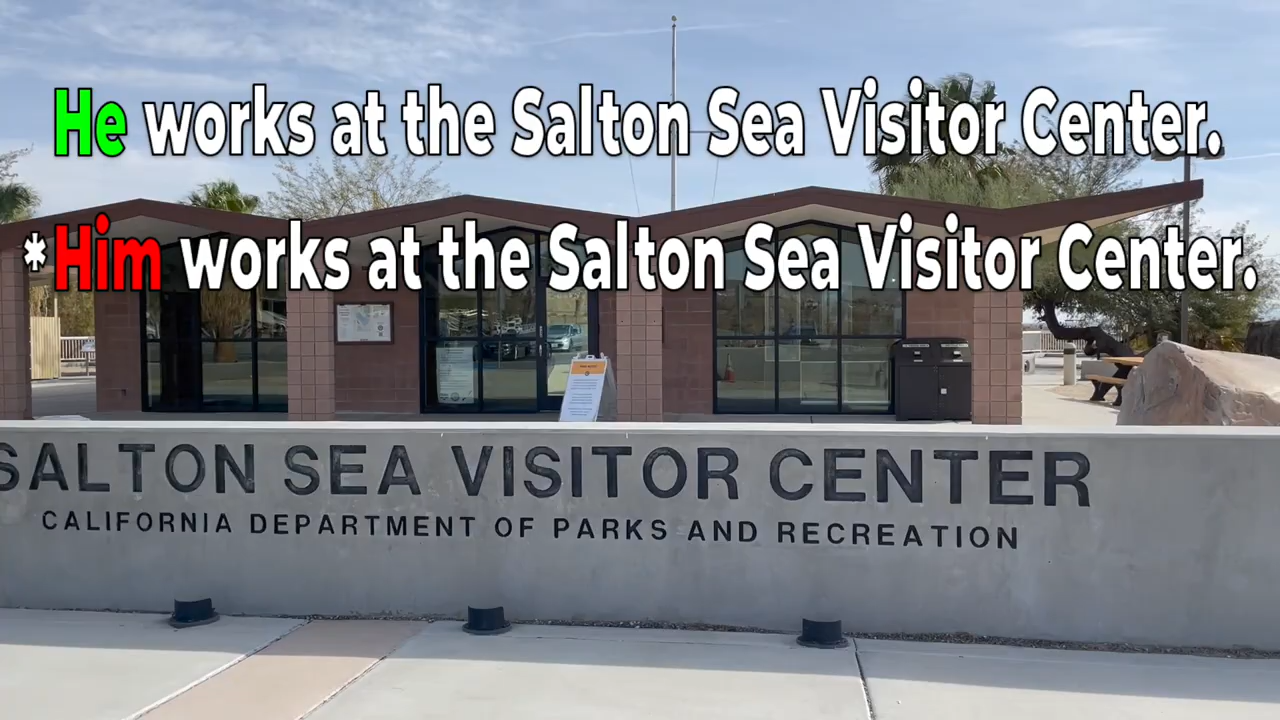 He works at the Salton Sea Visitor Center.
*Him works at the Salton Sea Visitor Center.
SALTON SEA VISITOR CENTER
CALIFORNIA DEPARTMENT OF PARKS AND RECREATION